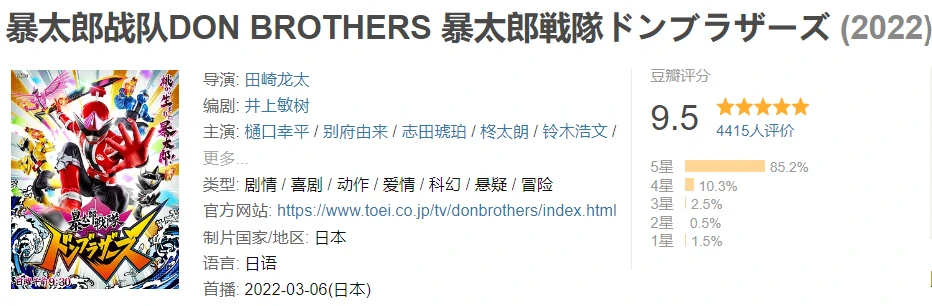 暴太郎战队DON BROTHERS 暴太郎戦隊ドンブラザーズ (2022)
桃から生まれた
暴太郎!
暴太郎戦隊
ドンブラザーズ
日曜午前9:30
导演: 田崎龙太
编剧: 井上敏树
主演: 樋口幸平 / 别府由来 / 志田琥珀 / 柊太朗 / 铃木浩文 /
更多...
类型: 剧情 / 喜剧 / 动作 / 爱情 / 科幻 / 悬疑 / 冒险
官方网站: https://www.toei.co.jp/tv/donbrothers/index.html
制片国家/地区: 日本
语言: 日语
首播: 2022-03-06(日本)
豆瓣评分
9.5
4415人评价
5星 85.2%
4星 10.3%
3星 2.5%
2星 0.5%
1星 1.5%